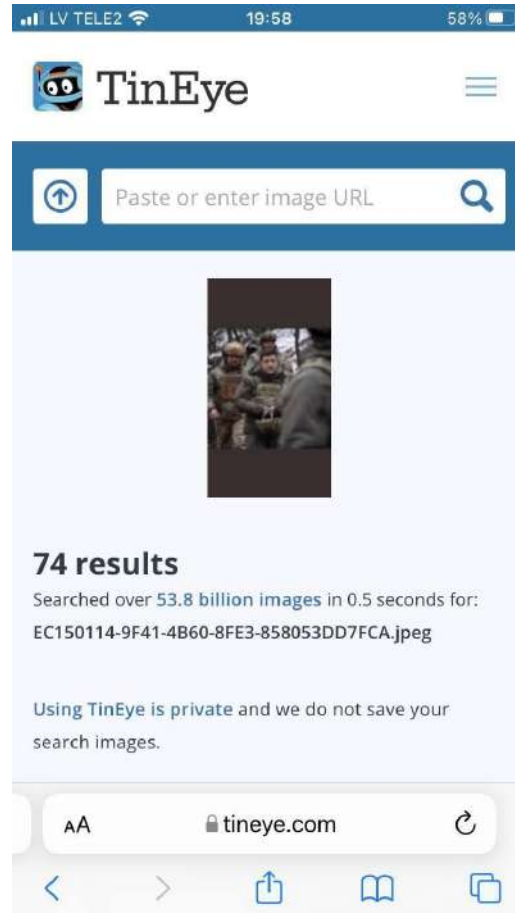 LV TELE2 19:58 58%
TinEye
Paste or enter image URL
74 results
Searched over 53.8 billion images in 0.5 seconds for:
EC150114-9F41-4B60-8FE3-858053DD7FCA.jpeg
Using TinEye is private and we do not save your
search images.
AA tineye.com